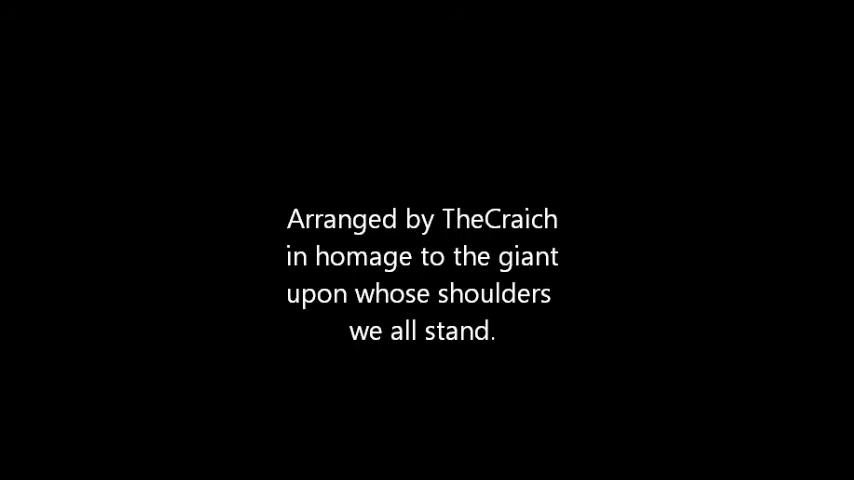 Arranged by TheCraich
in homage to the giant
upon whose shoulders
we all stand.